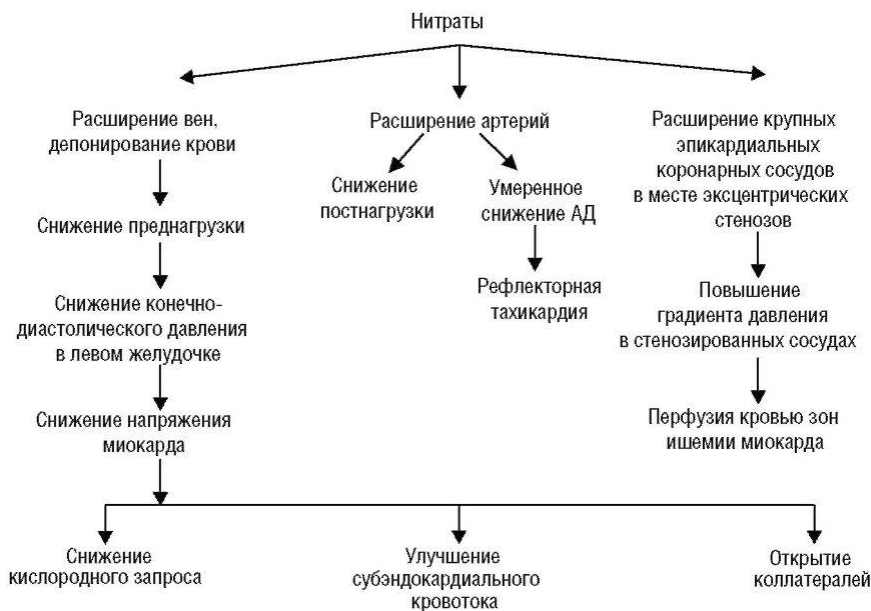 Нитраты
Расширение вен,
депонирование крови
Снижение преднагрузки
Снижение конечно-
диастолического давления
в левом желудочке
Снижение напряжения
миокарда
Расширение артерий
Снижение
постнагрузки
Умеренное
снижение АД
Рефлекторная
тахикардия
Расширение крупных
эпикардиальных
коронарных сосудов
в месте эксцентрических
стенозов
Повышение
градиента давления
в стенозированных сосудах
Перфузия кровью зон
ишемии миокарда
Снижение
кислородного запроса
Улучшение
субэндокардиального
кровотока
Открытие
коллатералей